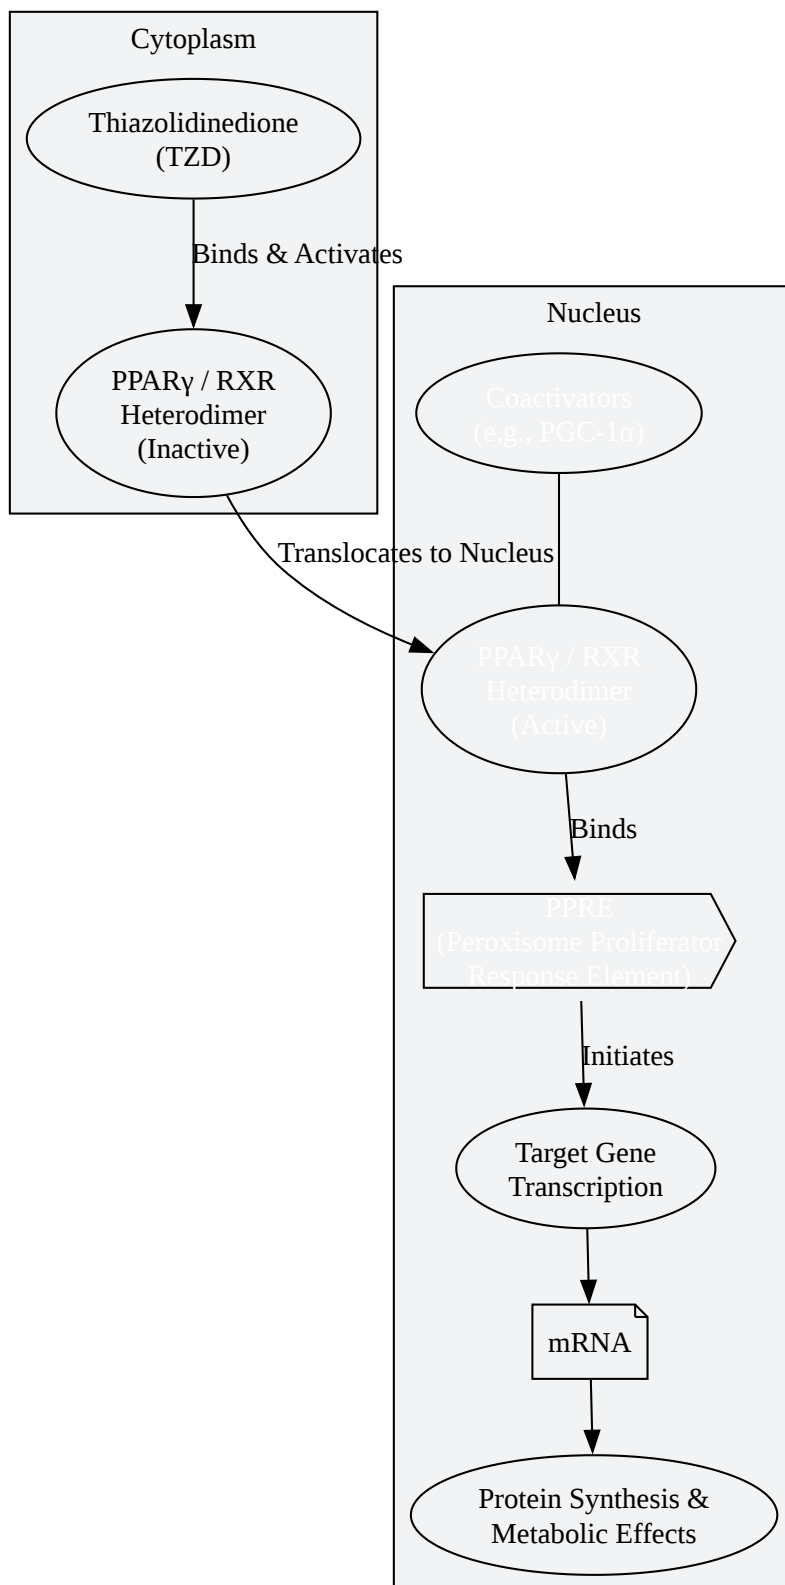 Cytoplasm
Thiazolidinedione
(TZD)
Binds & Activates
PPARγ / RXR
Heterodimer
(Inactive)
Translocates to Nucleus
Nucleus
Coactivators
(e.g., PGC-1α)
PPARγ / RXR
Heterodimer
(Active)
Binds
PPRE
(Peroxisome Proliferator
Response Element)
Initiates
Target Gene
Transcription
mRNA
Protein Synthesis &
Metabolic Effects